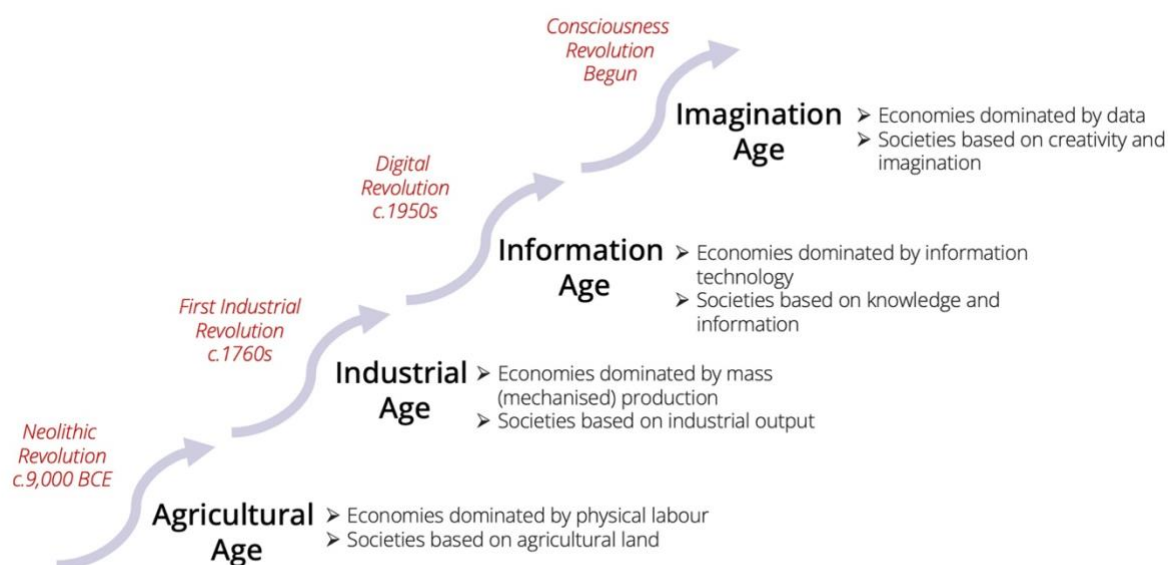 Consciousness
Revolution
Begun
Imagination
Age
➢ Economies dominated by data
➢ Societies based on creativity and
imagination
Digital
Revolution
c.1950s
Information
Age
➢ Economies dominated by information
technology
➢ Societies based on knowledge and
information
First Industrial
Revolution
c.1760s
Industrial
Age
➢ Economies dominated by mass
(mechanised) production
➢ Societies based on industrial output
Neolithic
Revolution
c.9,000 BCE
Agricultural
Age
➢ Economies dominated by physical labour
➢ Societies based on agricultural land